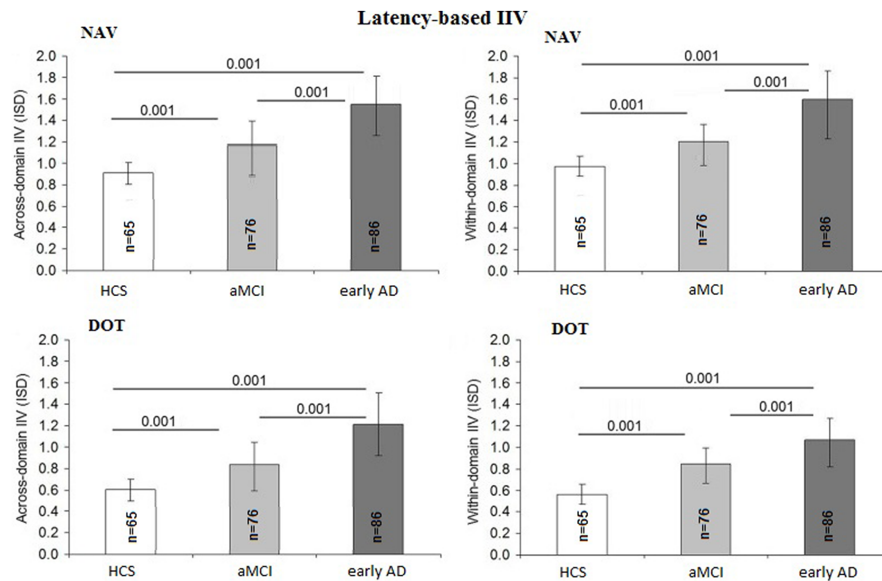 Latency-based IIV
NAV
2.0
1.8
1.6
1.4
1.2
1.0
0.8
0.6
0.4
0.2
0.0
Across-domain IIV (ISD)
0.001
0.001
0.001
n=65
n=76
n=86
HCS aMCI early AD
NAV
2.0
1.8
1.6
1.4
1.2
1.0
0.8
0.6
0.4
0.2
0.0
Within-domain IIV (ISD)
0.001
0.001
0.001
n=65
n=76
n=86
HCS aMCI early AD
DOT
2.0
1.8
1.6
1.4
1.2
1.0
0.8
0.6
0.4
0.2
0.0
Across-domain IIV (ISD)
0.001
0.001
0.001
n=65
n=76
n=86
HCS aMCI early AD
DOT
2.0
1.8
1.6
1.4
1.2
1.0
0.8
0.6
0.4
0.2
0.0
Within-domain IIV (ISD)
0.001
0.001
0.001
n=65
n=76
n=86
HCS aMCI early AD